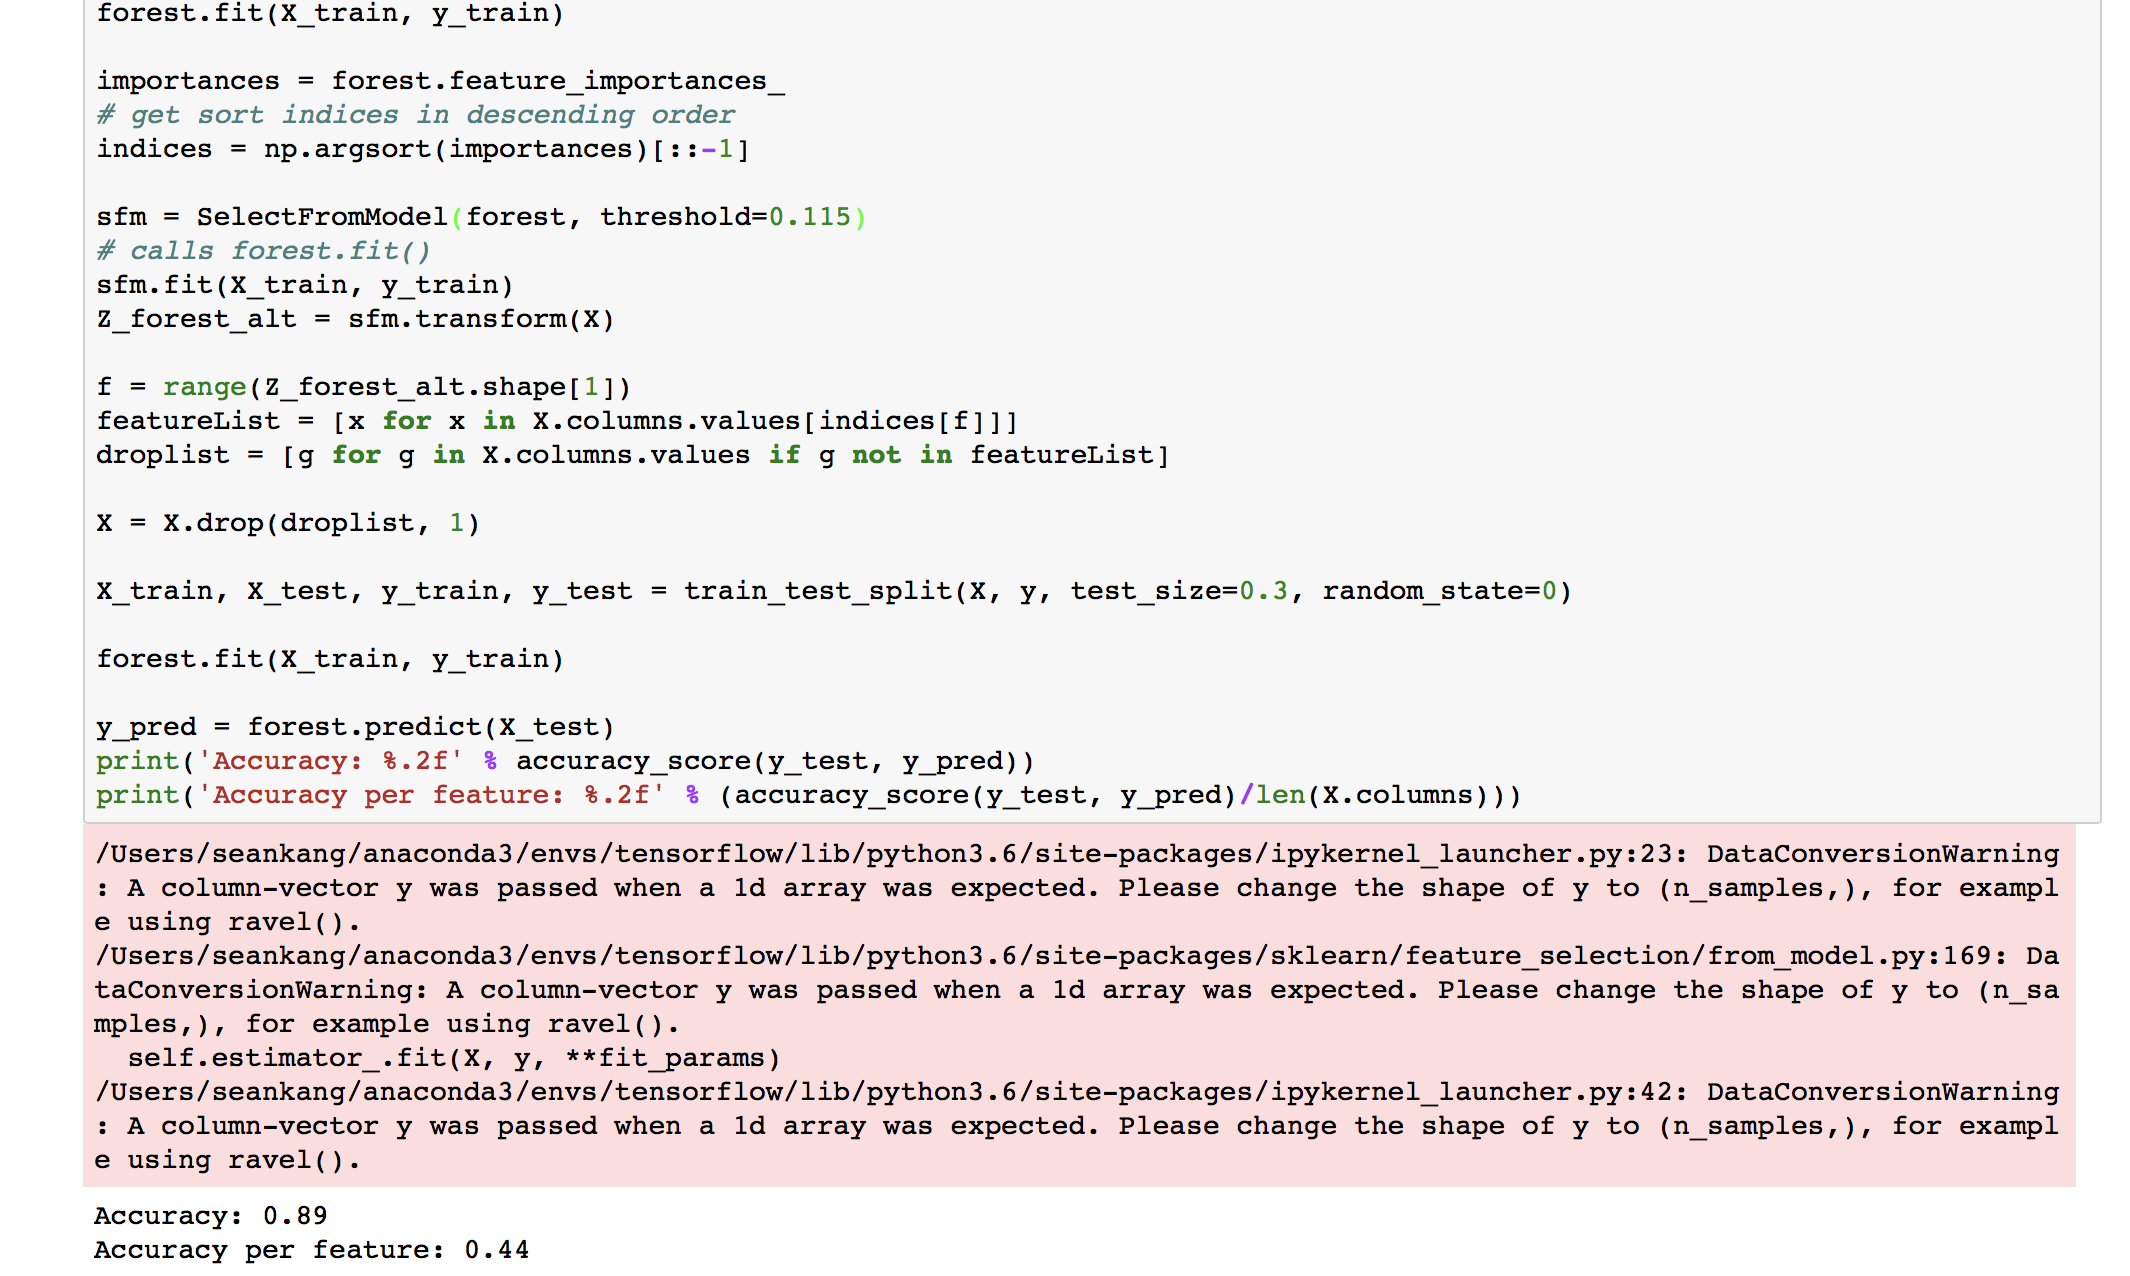 forest.fit(X_train, y_train)
importances = forest.feature_importances_
# get sort indices in descending order
indices = np.argsort(importances)[::-1]
sfm = SelectFromModel(forest, threshold=0.115)
# calls forest.fit()
sfm.fit(X_train, y_train)
Z_forest_alt = sfm.transform(X)
f = range(Z_forest_alt.shape[1])
featureList = [x for x in X.columns.values[indices[f]]]
droplist = [g for g in X.columns.values if g not in featureList]
X = X.drop(droplist, 1)
X_train, X_test, y_train, y_test = train_test_split(X, y, test_size=0.3, random_state=0)
forest.fit(X_train, y_train)
y_pred = forest.predict(X_test)
print('Accuracy: %.2f' % accuracy_score(y_test, y_pred))
print('Accuracy per feature: %.2f' % (accuracy_score(y_test, y_pred)/len(X.columns)))
/Users/seankang/anaconda3/envs/tensorflow/lib/python3.6/site-packages/ipykernel_launcher.py:23: DataConversionWarning
: A column-vector y was passed when a 1d array was expected. Please change the shape of y to (n_samples,), for exampl
e using ravel().
/Users/seankang/anaconda3/envs/tensorflow/lib/python3.6/site-packages/sklearn/feature_selection/from_model.py:169: Da
taConversionWarning: A column-vector y was passed when a 1d array was expected. Please change the shape of y to (n_sa
mples,), for example using ravel().
  self.estimator_.fit(X, y, **fit_params)
/Users/seankang/anaconda3/envs/tensorflow/lib/python3.6/site-packages/ipykernel_launcher.py:42: DataConversionWarning
: A column-vector y was passed when a 1d array was expected. Please change the shape of y to (n_samples,), for exampl
e using ravel().
Accuracy: 0.89
Accuracy per feature: 0.44